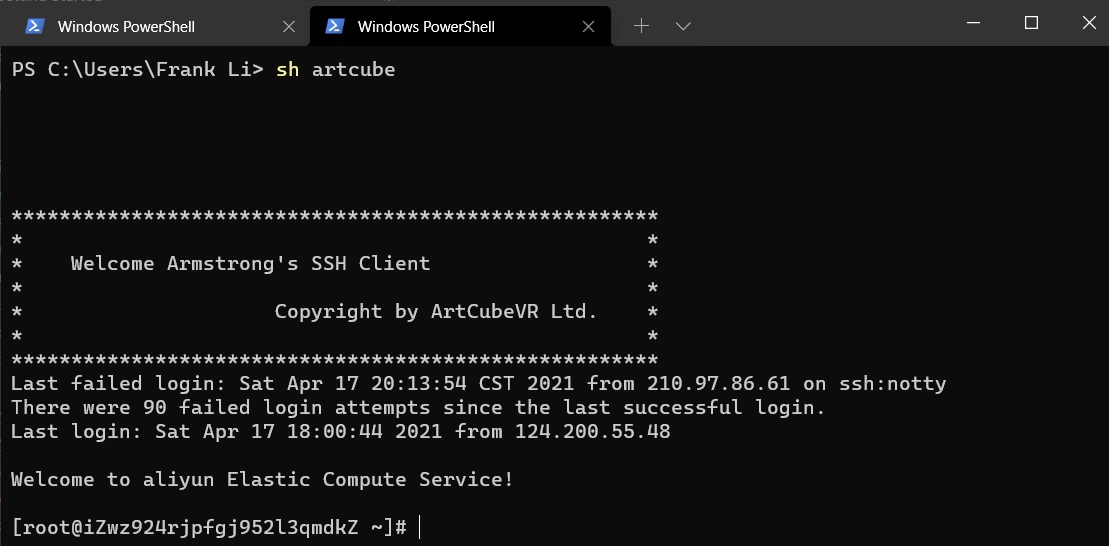 Windows PowerShell
Windows PowerShell
PS C:\Users\Frank Li> sh artcube
******************************************************
*                                                    *
*    Welcome Armstrong's SSH Client                  *
*                                                    *
*                     Copyright by ArtCubeVR Ltd.    *
*                                                    *
******************************************************
Last failed login: Sat Apr 17 20:13:54 CST 2021 from 210.97.86.61 on ssh:notty
There were 90 failed login attempts since the last successful login.
Last login: Sat Apr 17 18:00:44 2021 from 124.200.55.48
Welcome to aliyun Elastic Compute Service!
[root@iZwz924rjpfgj952l3qmdkZ ~]#